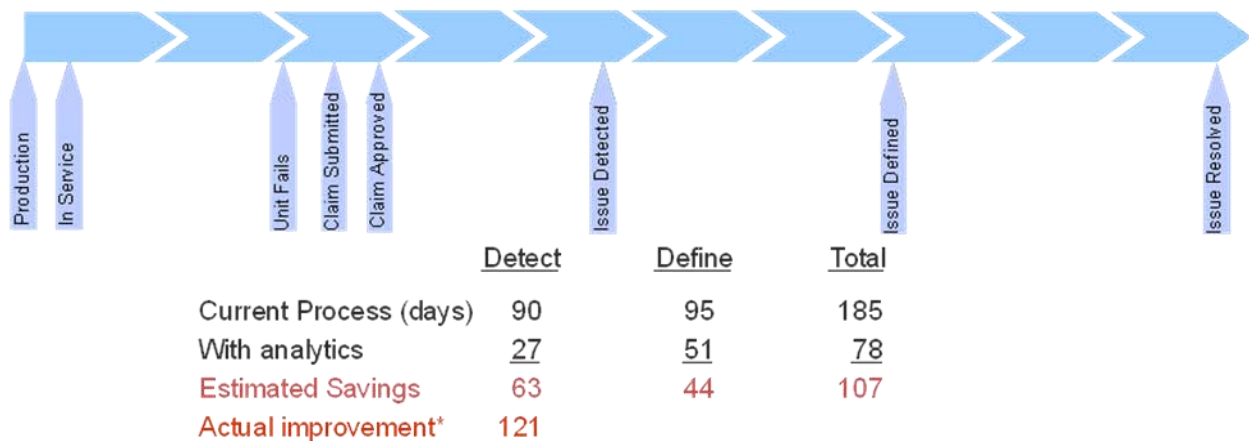 Production
In Service
Unit Fails
Claim Submitted
Claim Approved
Issue Detected
Issue Defined
Issue Resolved
Detect Define Total
Current Process (days) 90 95 185
With analytics 27 51 78
Estimated Savings 63 44 107
Actual improvement* 121